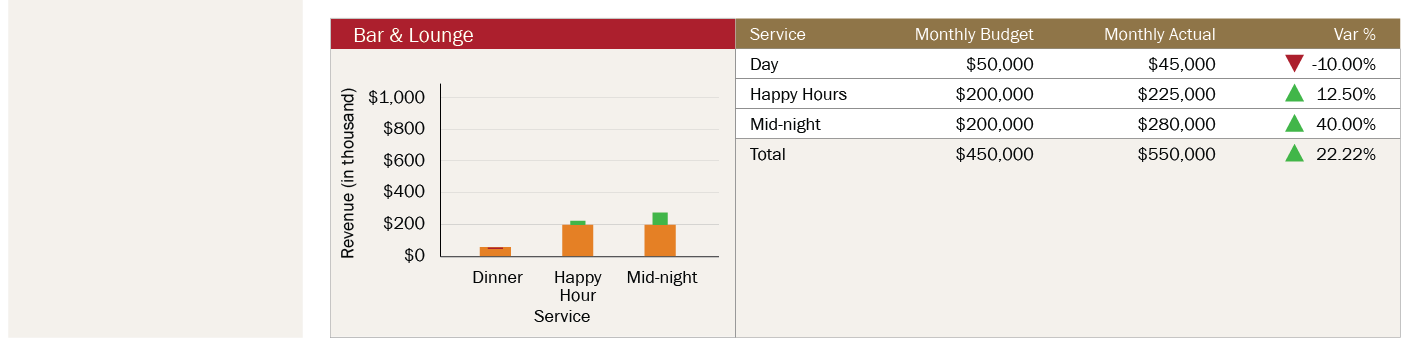 Bar & Lounge
Revenue (in thousand)
$1,000
$800
$600
$400
$200
$0
Dinner
Happy
Hour
Mid-night
Service
Service Monthly Budget Monthly Actual Var %
Day $50,000 $45,000 -10.00%
Happy Hours $200,000 $225,000 12.50%
Mid-night $200,000 $280,000 40.00%
Total $450,000 $550,000 22.22%